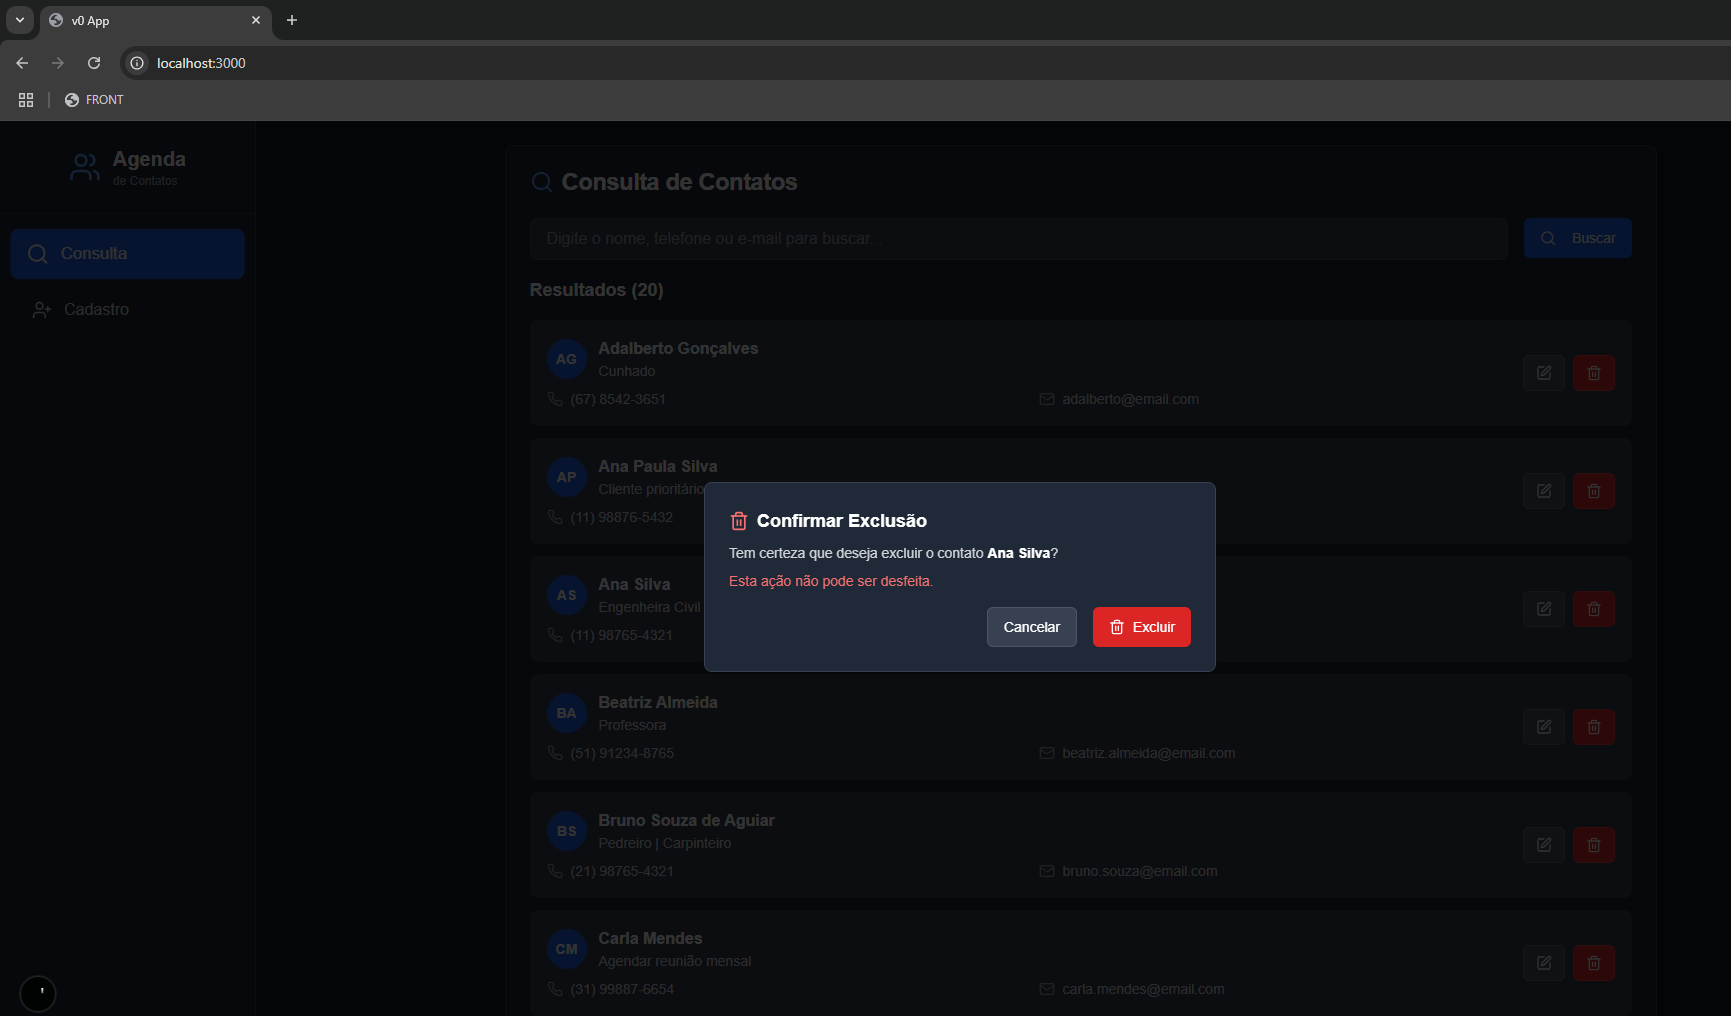 v0 App
localhost:3000
FRONT
Agenda
de Contatos
Consulta
Cadastro
Consulta de Contatos
Digite o nome, telefone ou e-mail para buscar...
Buscar
Resultados (20)
AG
Adalberto Gonçalves
Cunhado
(67) 8542-3651
adalberto@email.com
AP
Ana Paula Silva
Cliente prioritário
(11) 98876-5432
AS
Ana Silva
Engenheira Civil
(11) 98765-4321
Confirmar Exclusão
Tem certeza que deseja excluir o contato Ana Silva?
Esta ação não pode ser desfeita.
Cancelar
Excluir
BA
Beatriz Almeida
Professora
(51) 91234-8765
beatriz.almeida@email.com
BS
Bruno Souza de Aguiar
Pedreiro | Carpinteiro
(21) 98765-4321
bruno.souza@email.com
CM
Carla Mendes
Agendar reunião mensal
(31) 99887-6654
carla.mendes@email.com